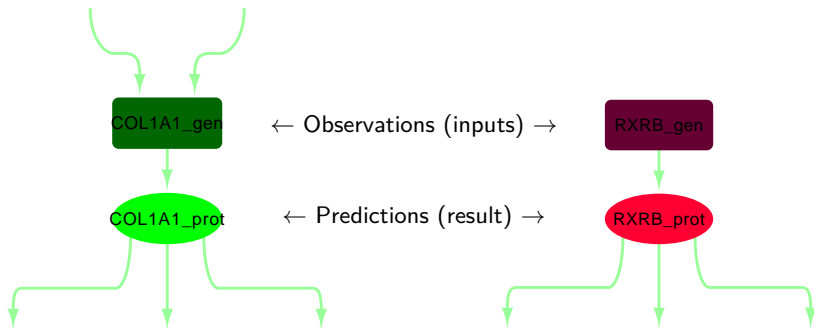 COL1A1_gen
← Observations (inputs) →
RXRB_gen
COL1A1_prot
← Predictions (result) →
RXRB_prot